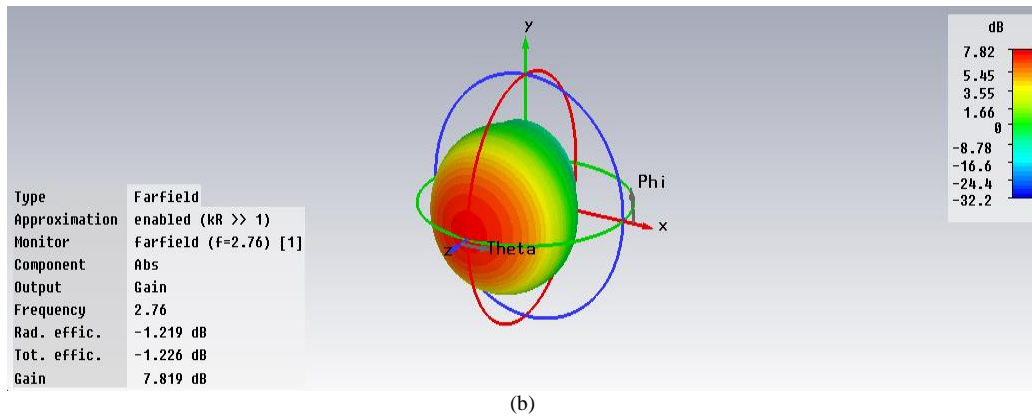 y
dB
7.82
5.45
3.55
1.66
0
-8.78
-16.6
-24.4
-32.2
Phi
x
z Theta
Type Farfield
Approximation enabled (kR >> 1)
Monitor farfield (f=2.76) [1]
Component Abs
Output Gain
Frequency 2.76
Rad. effic. -1.219 dB
Tot. effic. -1.226 dB
Gain 7.819 dB
(b)